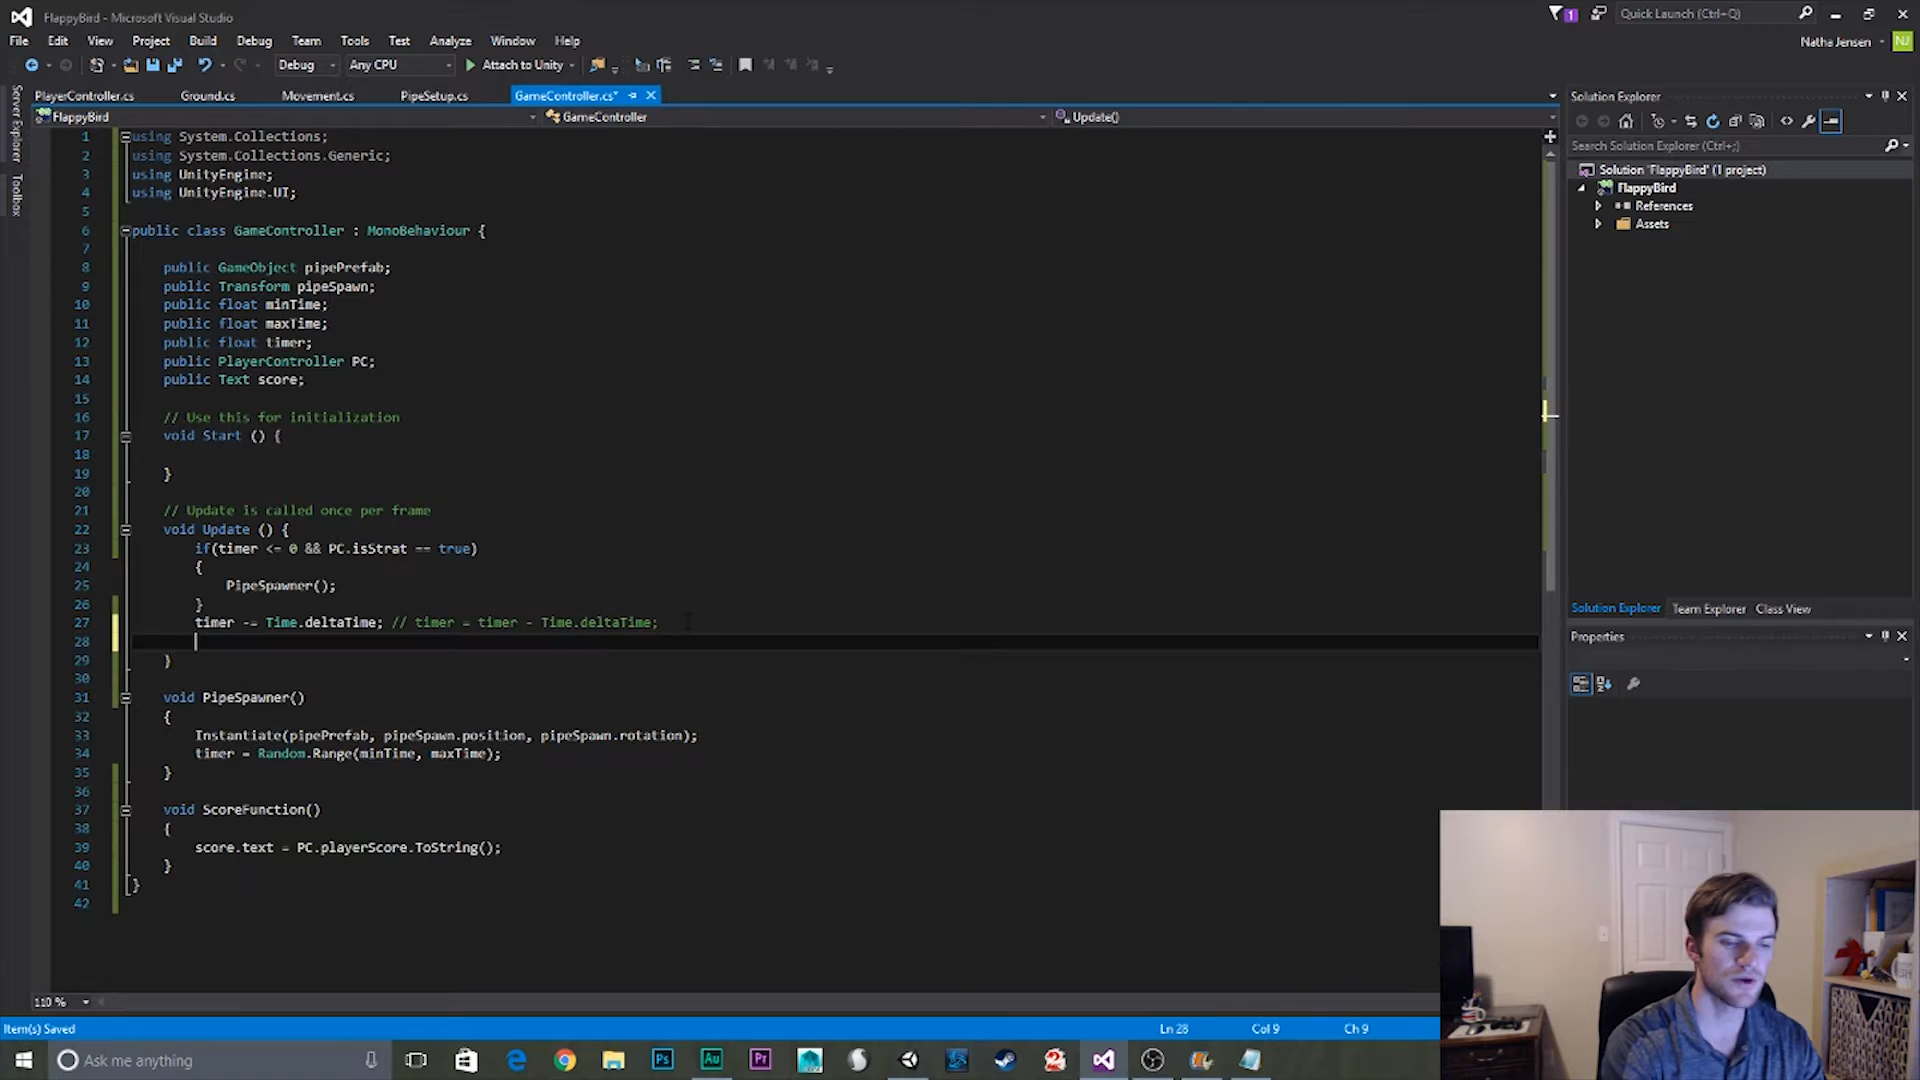 FlappyBird - Microsoft Visual Studio
1
Quick Launch (Ctrl+Q)
File Edit View Project Build Debug Team Tools Test Analyze Window Help
Natha Jensen
NJ
Debug
Any CPU
Attach to Unity
Server Explorer
Toolbox
PlayerController.cs Ground.cs Movement.cs PipeSetup.cs GameController.cs*
FlappyBird
GameController
Update()
1 using System.Collections;
2 using System.Collections.Generic;
3 using UnityEngine;
4 using UnityEngine.UI;
5
6 public class GameController : MonoBehaviour {
7
8 public GameObject pipePrefab;
9 public Transform pipeSpawn;
10 public float minTime;
11 public float maxTime;
12 public float timer;
13 public PlayerController PC;
14 public Text score;
15
16 // Use this for initialization
17 void Start () {
18
19 }
20
21 // Update is called once per frame
22 void Update () {
23 if(timer <= 0 && PC.isStrat == true)
24 {
25 PipeSpawner();
26 }
27 timer -= Time.deltaTime; // timer = timer - Time.deltaTime;
28
29 }
30
31 void PipeSpawner()
32 {
33 Instantiate(pipePrefab, pipeSpawn.position, pipeSpawn.rotation);
34 timer = Random.Range(minTime, maxTime);
35 }
36
37 void ScoreFunction()
38 {
39 score.text = PC.playerScore.ToString();
40 }
41 }
42
110 %
Solution Explorer
Search Solution Explorer (Ctrl+;)
Solution 'FlappyBird' (1 project)
FlappyBird
References
Assets
Solution Explorer Team Explorer Class View
Properties
Item(s) Saved
Ln 28 Col 9 Ch 9
Ask me anything
Ps
Au
Pr